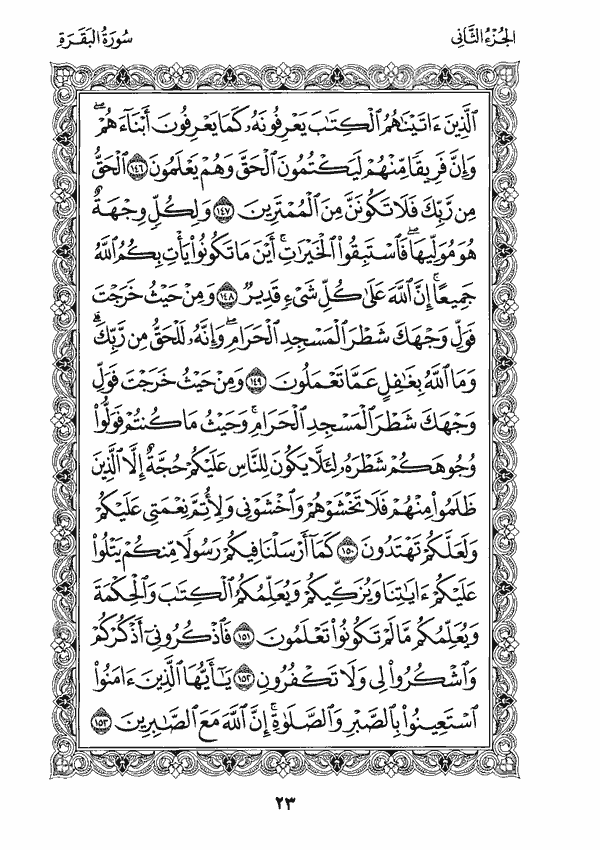 الجُزْءُ الثَّانِي
سُورَةُ البَقَرَةِ
ٱلَّذِينَ ءَاتَيْنَٰهُمُ ٱلْكِتَٰبَ يَعْرِفُونَهُۥ كَمَا يَعْرِفُونَ أَبْنَآءَهُمْ ۖ
وَإِنَّ فَرِيقًا مِّنْهُمْ لَيَكْتُمُونَ ٱلْحَقَّ وَهُمْ يَعْلَمُونَ ١٤٦ ٱلْحَقُّ
مِن رَّبِّكَ فَلَا تَكُونَنَّ مِنَ ٱلْمُمْتَرِينَ ١٤٧ وَلِكُلٍّ وِجْهَةٌ
هُوَ مُوَلِّيهَا ۖ فَٱسْتَبِقُوا۟ ٱلْخَيْرَٰتِ ۚ أَيْنَ مَا تَكُونُوا۟ يَأْتِ بِكُمُ ٱللَّهُ
جَمِيعًا ۚ إِنَّ ٱللَّهَ عَلَىٰ كُلِّ شَىْءٍ قَدِيرٌ ١٤٨ وَمِنْ حَيْثُ خَرَجْتَ
فَوَلِّ وَجْهَكَ شَطْرَ ٱلْمَسْجِدِ ٱلْحَرَامِ ۖ وَإِنَّهُۥ لَلْحَقُّ مِن رَّبِّكَ ۗ
وَمَا ٱللَّهُ بِغَٰفِلٍ عَمَّا تَعْمَلُونَ ١٤٩ وَمِنْ حَيْثُ خَرَجْتَ فَوَلِّ
وَجْهَكَ شَطْرَ ٱلْمَسْجِدِ ٱلْحَرَامِ ۚ وَحَيْثُ مَا كُنتُمْ فَوَلُّوا۟
وُجُوهَكُمْ شَطْرَهُۥ لِئَلَّا يَكُونَ لِلنَّاسِ عَلَيْكُمْ حُجَّةٌ إِلَّا ٱلَّذِينَ
ظَلَمُوا۟ مِنْهُمْ فَلَا تَخْشَوْهُمْ وَٱخْشَوْنِى وَلِأُتِمَّ نِعْمَتِى عَلَيْكُمْ
وَلَعَلَّكُمْ تَهْتَدُونَ ١٥٠ كَمَآ أَرْسَلْنَا فِيكُمْ رَسُولًا مِّنكُمْ يَتْلُوا۟
عَلَيْكُمْ ءَايَٰتِنَا وَيُزَكِّيكُمْ وَيُعَلِّمُكُمُ ٱلْكِتَٰبَ وَٱلْحِكْمَةَ
وَيُعَلِّمُكُم مَّا لَمْ تَكُونُوا۟ تَعْلَمُونَ ١٥١ فَٱذْكُرُونِىٓ أَذْكُرْكُمْ
وَٱشْكُرُوا۟ لِى وَلَا تَكْفُرُونِ ١٥٢ يَٰٓأَيُّهَا ٱلَّذِينَ ءَامَنُوا۟
ٱسْتَعِينُوا۟ بِٱلصَّبْرِ وَٱلصَّلَوٰةِ ۚ إِنَّ ٱللَّهَ مَعَ ٱلصَّٰبِرِينَ ١٥٣
٢٣